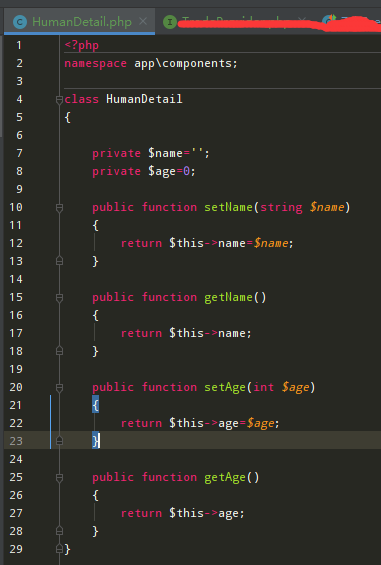 HumanDetail.php
1 <?php
2 namespace app\components;
3
4 class HumanDetail
5 {
6
7 private $name='';
8 private $age=0;
9
10 public function setName(string $name)
11 {
12 return $this->name=$name;
13 }
14
15 public function getName()
16 {
17 return $this->name;
18 }
19
20 public function setAge(int $age)
21 {
22 return $this->age=$age;
23 }
24
25 public function getAge()
26 {
27 return $this->age;
28 }
29 }